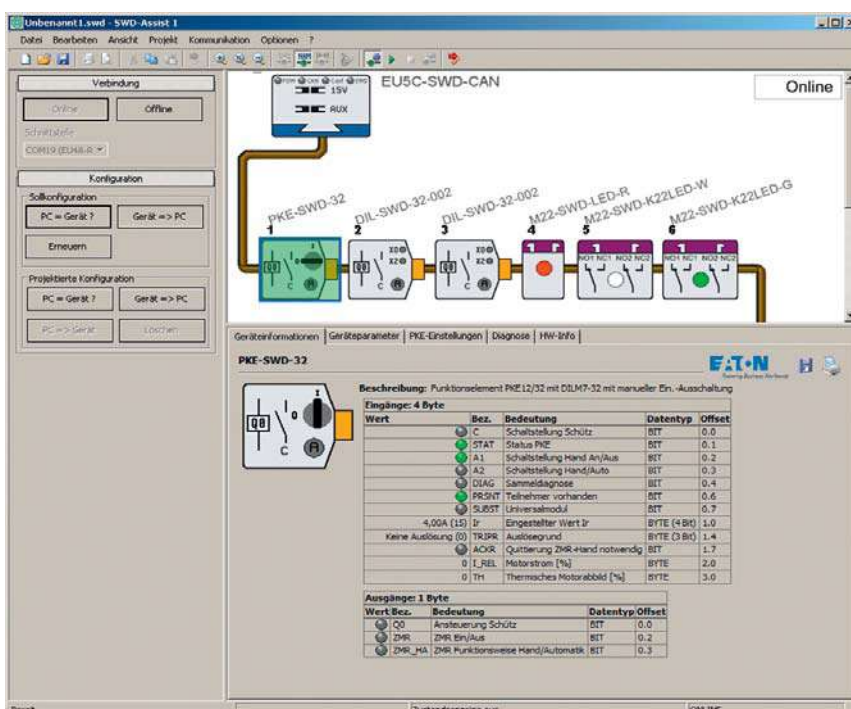 Unbenannt1.swd - SWD-Assist 1
Datei Bearbeiten Ansicht Projekt Kommunikation Optionen ?
Verbindung
Online Offline
Schnittstelle
Konfiguration
Sollkonfiguration
PC = Gerät ? Gerät => PC
Erneuern
Projektierte Konfiguration
PC = Gerät ? Gerät => PC
PC => Gerät Löschen
EU5C-SWD-CAN
15V
AUX
Online
PKE-SWD-32
1
DIL-SWD-32-002
2
DIL-SWD-32-002
3
M22-SWD-LED-R
4
M22-SWD-K22LED-W
5
M22-SWD-K22LED-G
6
NO1 NC1 NO2 NC2
NO1 NC1 NO2 NC2
Geräteinformationen Geräteparameter PKE-Einstellungen Diagnose HW-Info
PKE-SWD-32
EATON
Beschreibung: Funktionselement PKE12/32 mit DILM7-32 mit manueller Ein.-Ausschaltung
Eingänge: 4 Byte
Wert Bez. Bedeutung Datentyp Offset
C Schaltstellung Schütz BIT 0.0
STAT Status PKE BIT 0.1
A1 Schaltstellung Hand An/Aus BIT 0.2
A2 Schaltstellung Hand/Auto BIT 0.3
DIAG Sammeldiagnose BIT 0.4
PRSNT Teilnehmer vorhanden BIT 0.6
SUBST Universalmodul BIT 0.7
4,00A (15) Ir Eingestellter Wert Ir BYTE (4 Bit) 1.0
Keine Auslösung (0) TRIPR Auslösegrund BYTE (3 Bit) 1.4
ACKR Quittierung ZMR-Hand notwendig BIT 1.7
0 I_REL Motorstrom [%] BYTE 2.0
0 TH Thermisches Motorabbild [%] BYTE 3.0
Ausgänge: 1 Byte
Wert Bez. Bedeutung Datentyp Offset
Q0 Ansteuerung Schütz BIT 0.0
ZMR ZMR Ein/Aus BIT 0.2
ZMR_HA ZMR Funktionsweise Hand/Automatik BIT 0.3